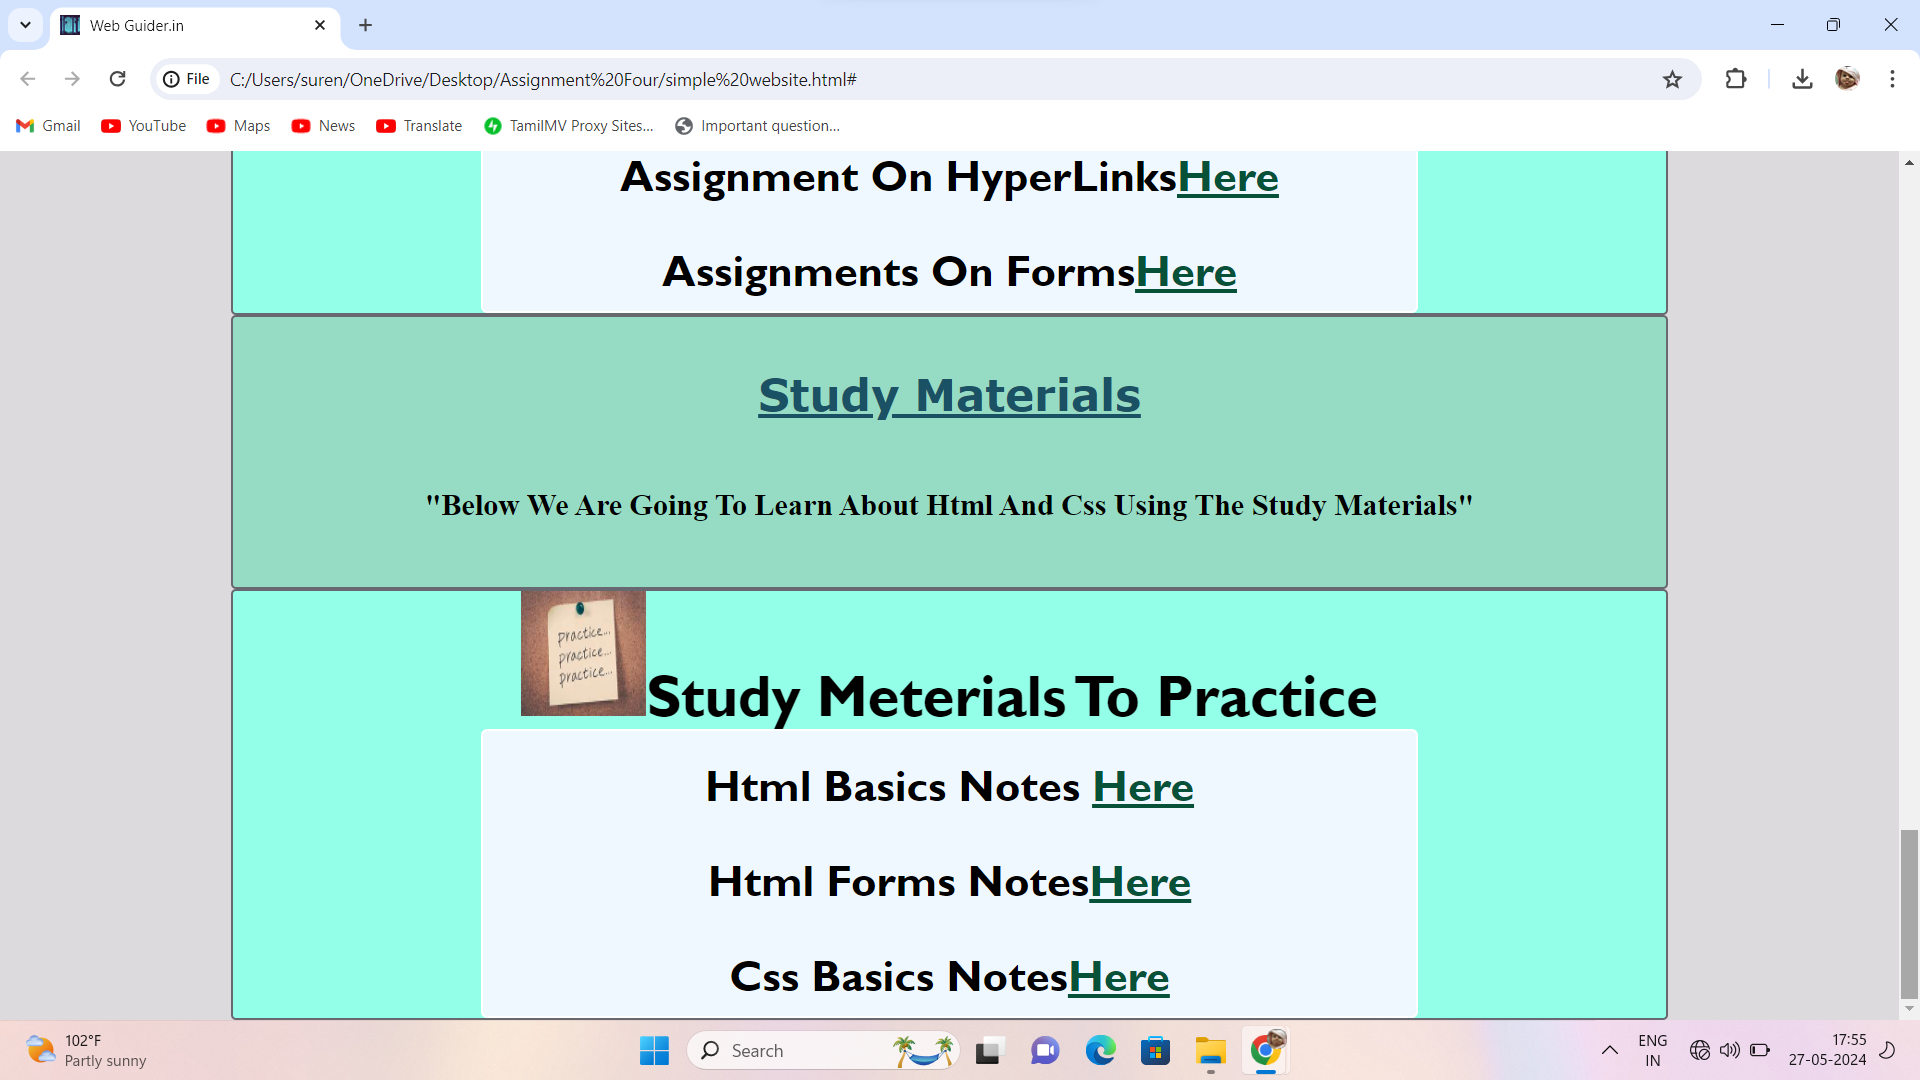 Web Guider.in
File C:/Users/suren/OneDrive/Desktop/Assignment%20Four/simple%20website.html#
Gmail YouTube Maps News Translate TamilMV Proxy Sites... Important question...
Assignment On HyperLinksHere
Assignments On FormsHere
Study Materials
"Below We Are Going To Learn About Html And Css Using The Study Materials"
practice...
practice...
practice...
Study Meterials To Practice
Html Basics Notes Here
Html Forms NotesHere
Css Basics NotesHere
102°F
Partly sunny
Search
ENG
IN
17:55
27-05-2024